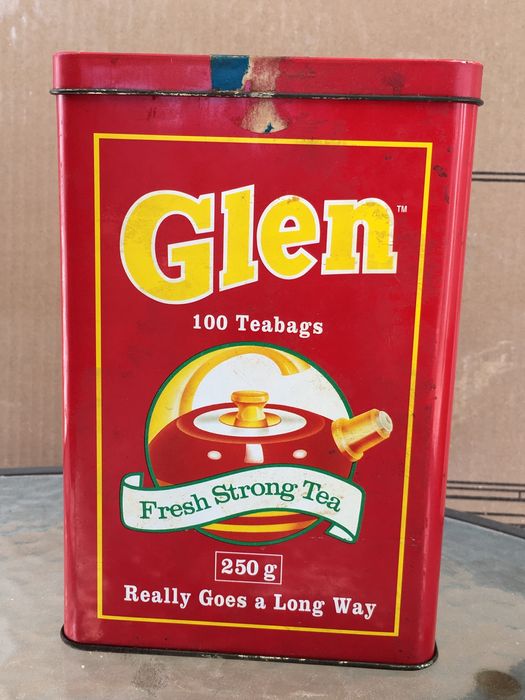 Glen™
100 Teabags
Fresh Strong Tea
250 g
Really Goes a Long Way